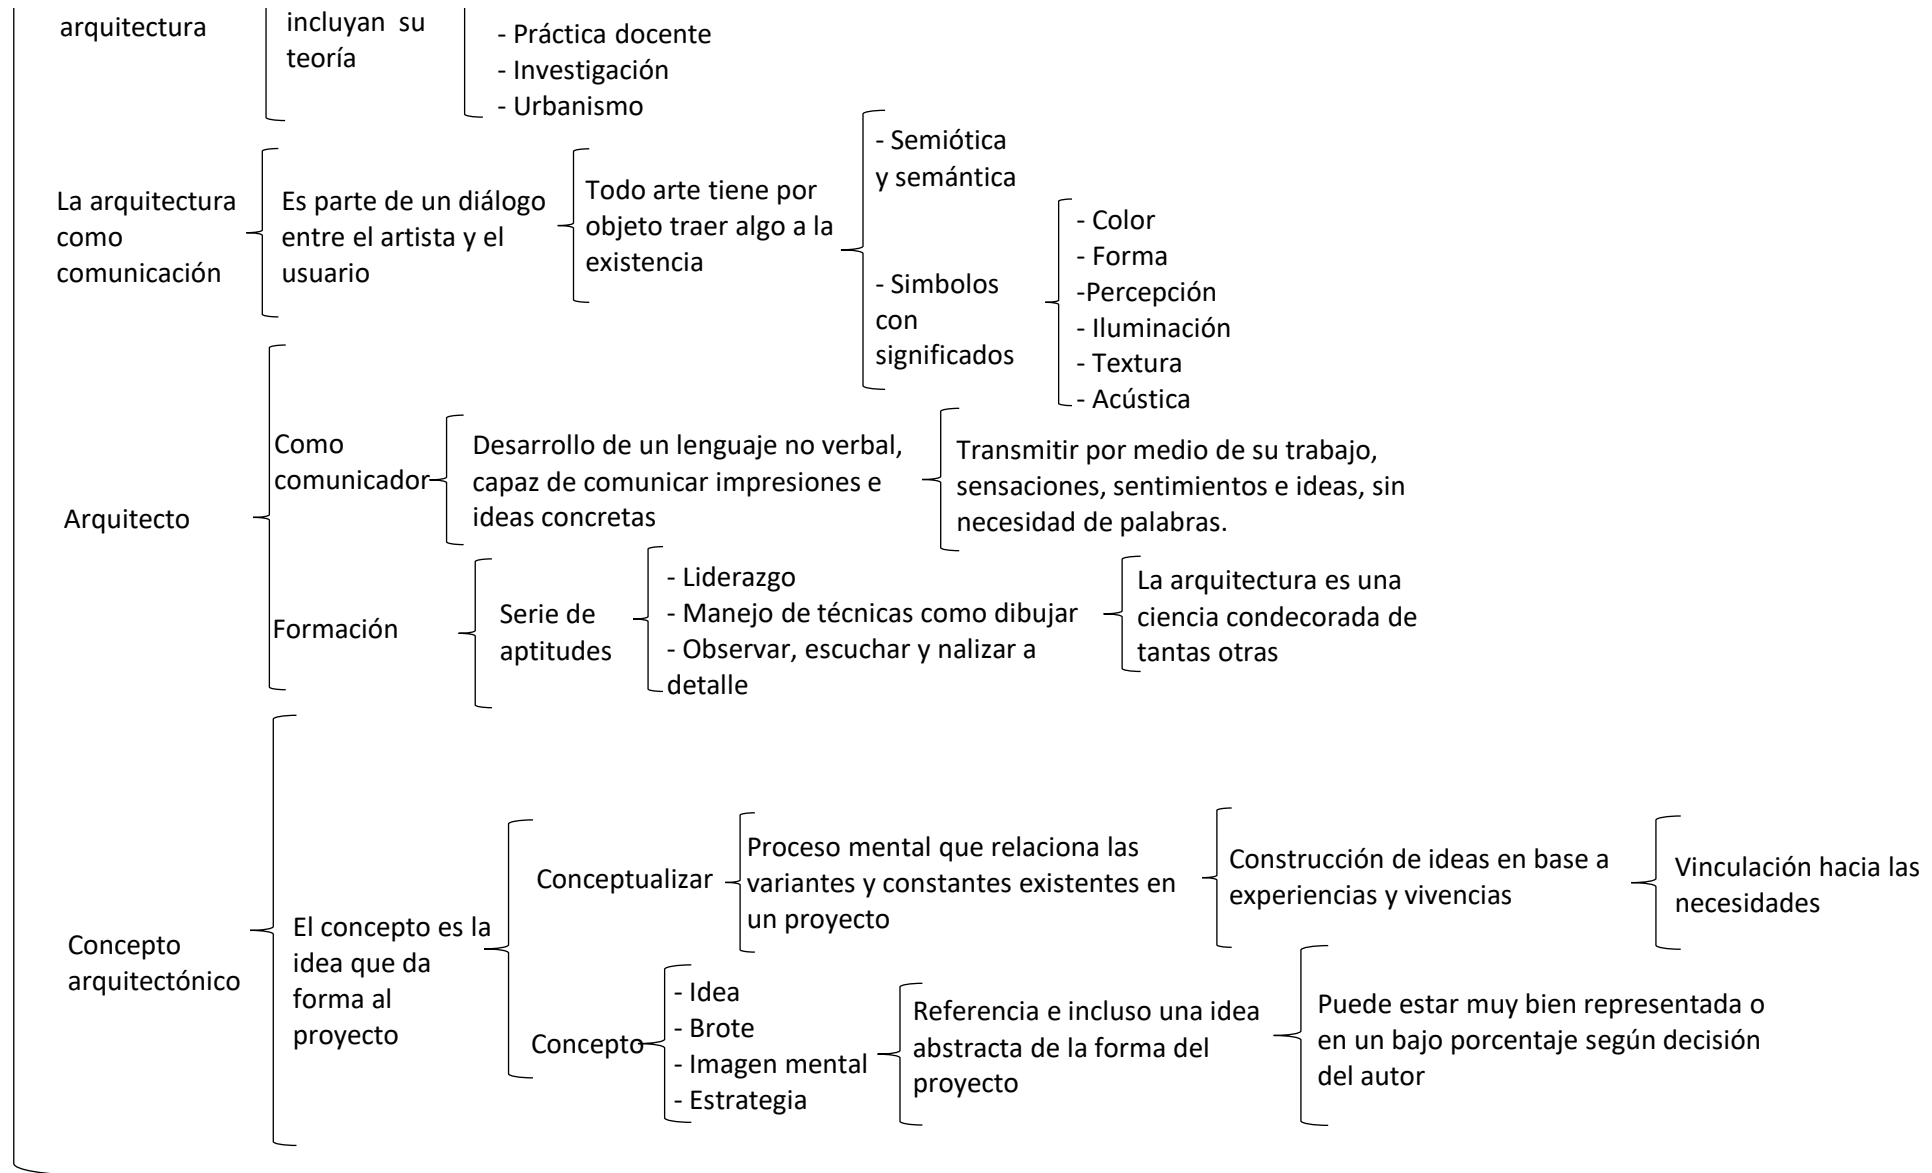 arquitectura
incluyan su
teoría
- Práctica docente
- Investigación
- Urbanismo
La arquitectura
como
comunicación
Es parte de un diálogo
entre el artista y el
usuario
Todo arte tiene por
objeto traer algo a la
existencia
- Semiótica
y semántica
- Simbolos
con
significados
- Color
- Forma
-Percepción
- Iluminación
- Textura
- Acústica
Arquitecto
Como
comunicador
Desarrollo de un lenguaje no verbal,
capaz de comunicar impresiones e
ideas concretas
Transmitir por medio de su trabajo,
sensaciones, sentimientos e ideas, sin
necesidad de palabras.
Formación
Serie de
aptitudes
- Liderazgo
- Manejo de técnicas como dibujar
- Observar, escuchar y nalizar a
detalle
La arquitectura es una
ciencia condecorada de
tantas otras
Concepto
arquitectónico
El concepto es la
idea que da
forma al
proyecto
Conceptualizar
Proceso mental que relaciona las
variantes y constantes existentes en
un proyecto
Construcción de ideas en base a
experiencias y vivencias
Vinculación hacia las
necesidades
Concepto
- Idea
- Brote
- Imagen mental
- Estrategia
Referencia e incluso una idea
abstracta de la forma del
proyecto
Puede estar muy bien representada o
en un bajo porcentaje según decisión
del autor